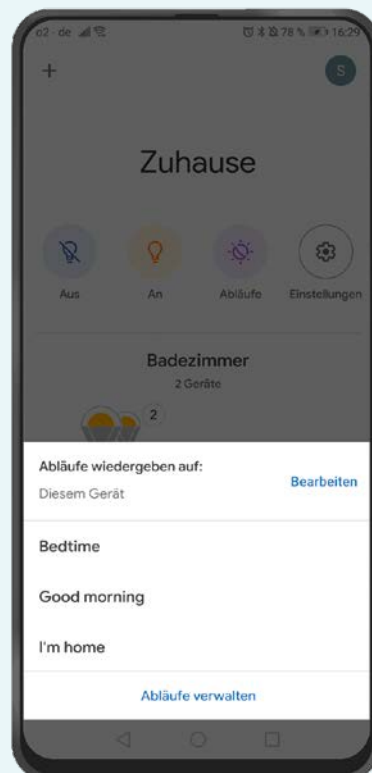 o2 - de 78 % 16:29
S
Zuhause
Aus An Abläufe Einstellungen
Badezimmer
2 Geräte
2
Abläufe wiedergeben auf:
Diesem Gerät Bearbeiten
Bedtime
Good morning
I'm home
Abläufe verwalten